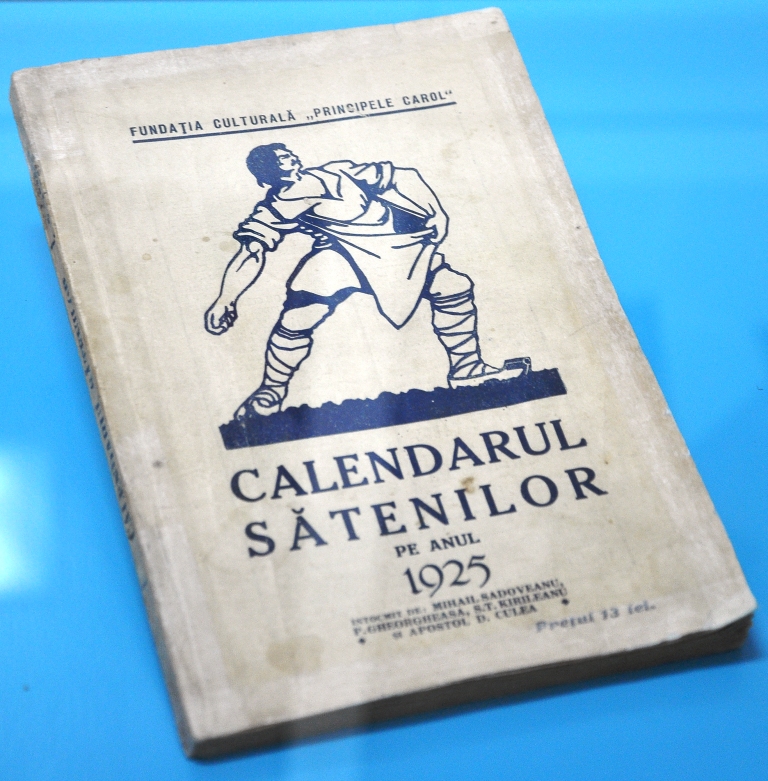 FUNDAȚIA CULTURALĂ „PRINCIPELE CAROL“
CALENDARUL
SĂTENILOR
PE ANUL
1925
ÎNTOCMIT DE: MIHAIL SADOVEANU,
P. GHEORGHEASA, S.T. KIRILEANU
ȘI APOSTOL D. CULEA
Prețul 13 lei.